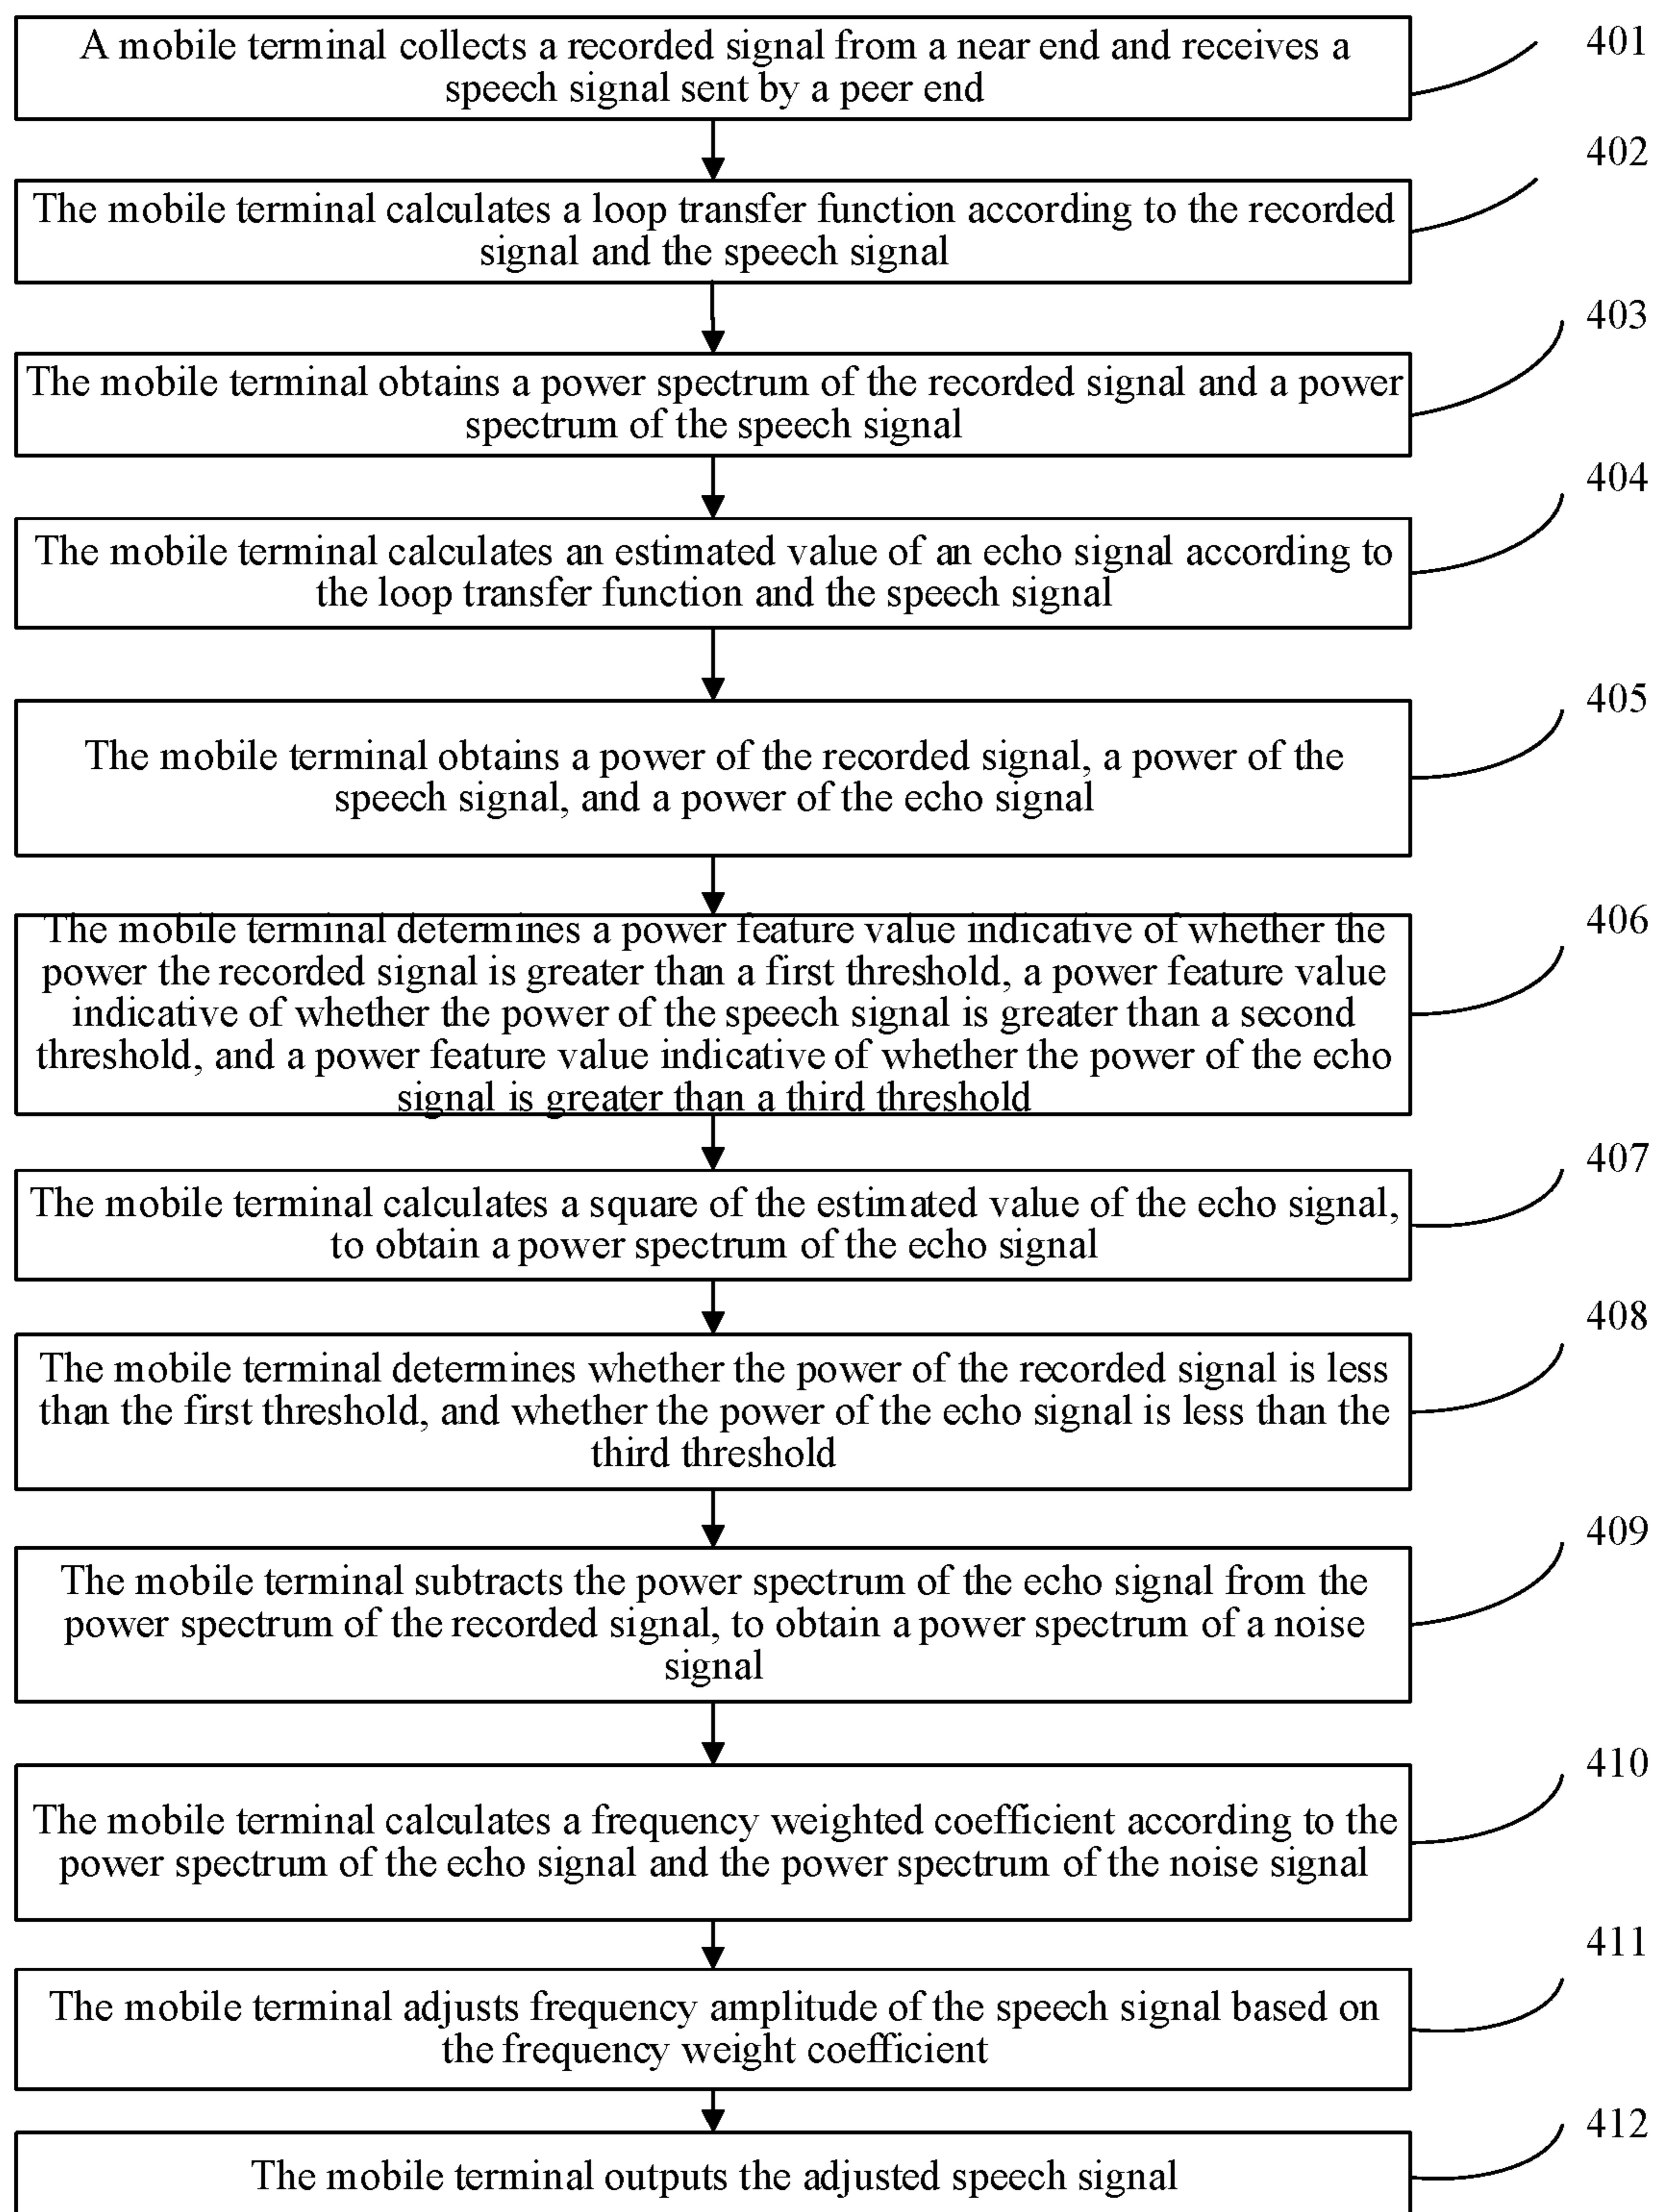 A mobile terminal collects a recorded signal from a near end and receives a
speech signal sent by a peer end
401
The mobile terminal calculates a loop transfer function according to the recorded
signal and the speech signal
402
The mobile terminal obtains a power spectrum of the recorded signal and a power
spectrum of the speech signal
403
The mobile terminal calculates an estimated value of an echo signal according to
the loop transfer function and the speech signal
404
The mobile terminal obtains a power of the recorded signal, a power of the
speech signal, and a power of the echo signal
405
The mobile terminal determines a power feature value indicative of whether the
power the recorded signal is greater than a first threshold, a power feature value
indicative of whether the power of the speech signal is greater than a second
threshold, and a power feature value indicative of whether the power of the echo
signal is greater than a third threshold
406
The mobile terminal calculates a square of the estimated value of the echo signal,
to obtain a power spectrum of the echo signal
407
The mobile terminal determines whether the power of the recorded signal is less
than the first threshold, and whether the power of the echo signal is less than the
third threshold
408
The mobile terminal subtracts the power spectrum of the echo signal from the
power spectrum of the recorded signal, to obtain a power spectrum of a noise
signal
409
The mobile terminal calculates a frequency weighted coefficient according to the
power spectrum of the echo signal and the power spectrum of the noise signal
410
The mobile terminal adjusts frequency amplitude of the speech signal based on
the frequency weight coefficient
411
The mobile terminal outputs the adjusted speech signal
412